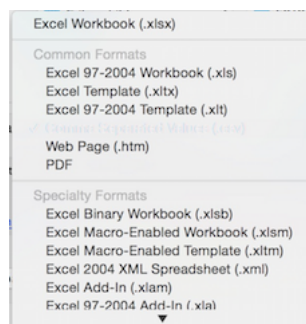 Excel Workbook (.xlsx)
Common Formats
Excel 97-2004 Workbook (.xls)
Excel Template (.xltx)
Excel 97-2004 Template (.xlt)
Web Page (.htm)
PDF
Specialty Formats
Excel Binary Workbook (.xlsb)
Excel Macro-Enabled Workbook (.xlsm)
Excel Macro-Enabled Template (.xltm)
Excel 2004 XML Spreadsheet (.xml)
Excel Add-In (.xlam)
Excel 97-2004 Add-In (.xla)